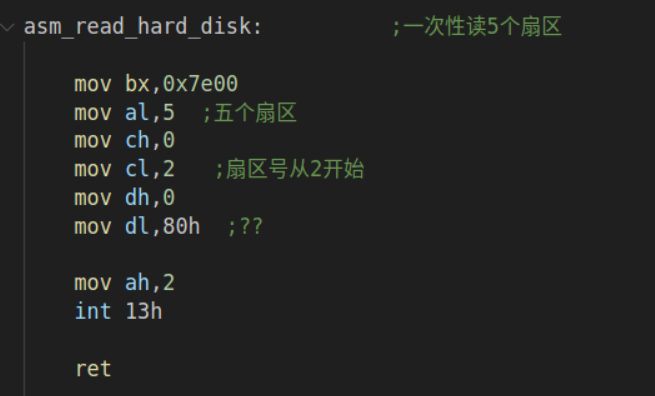 asm_read_hard_disk: ;一次性读5个扇区
mov bx,0x7e00
mov al,5 ;五个扇区
mov ch,0
mov cl,2 ;扇区号从2开始
mov dh,0
mov dl,80h ;??
mov ah,2
int 13h
ret